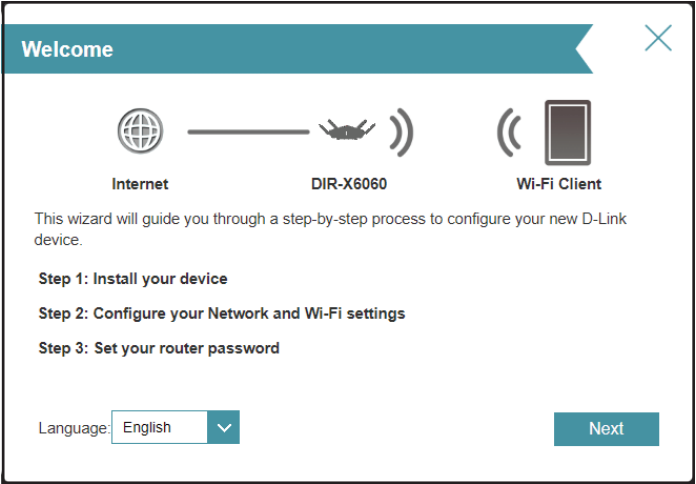 Welcome
Internet
DIR-X6060
Wi-Fi Client
This wizard will guide you through a step-by-step process to configure your new D-Link
device.
Step 1: Install your device
Step 2: Configure your Network and Wi-Fi settings
Step 3: Set your router password
Language: English
Next